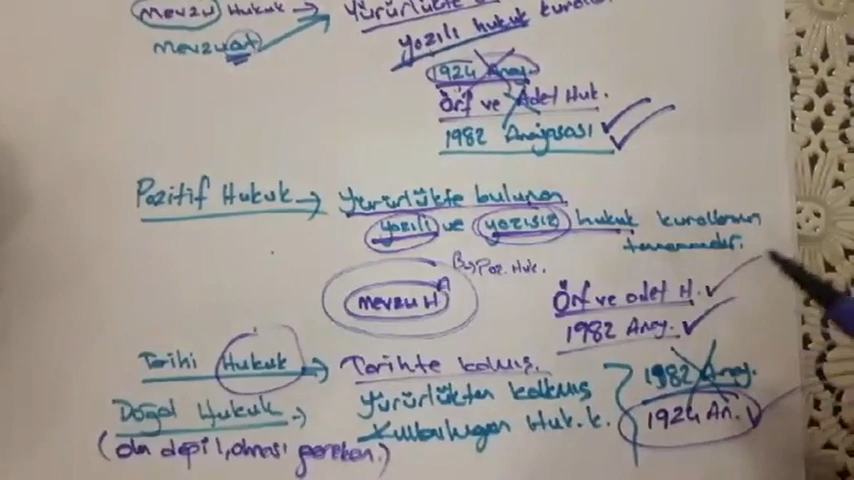 Mevzu Hukuk → Yürürlükte
Mevzuat yazılı hukuk kuralları
1924 Anay.
Örf ve Adet Huk.
1982 Anayasası
Pozitif Hukuk → Yürürlükte bulunan
yazılı ve yazısız hukuk kurallarının
tamamıdır.
B, Poz. Huk.
mevzu H A
Örf ve adet H.
1982 Anay.
Tarihi Hukuk → Tarihte kalmış.
Yürürlükten kalkmış
1982 Anay.
Doğal Hukuk →
Huk. k.
1924 An.
(olan değil, olması gereken.)